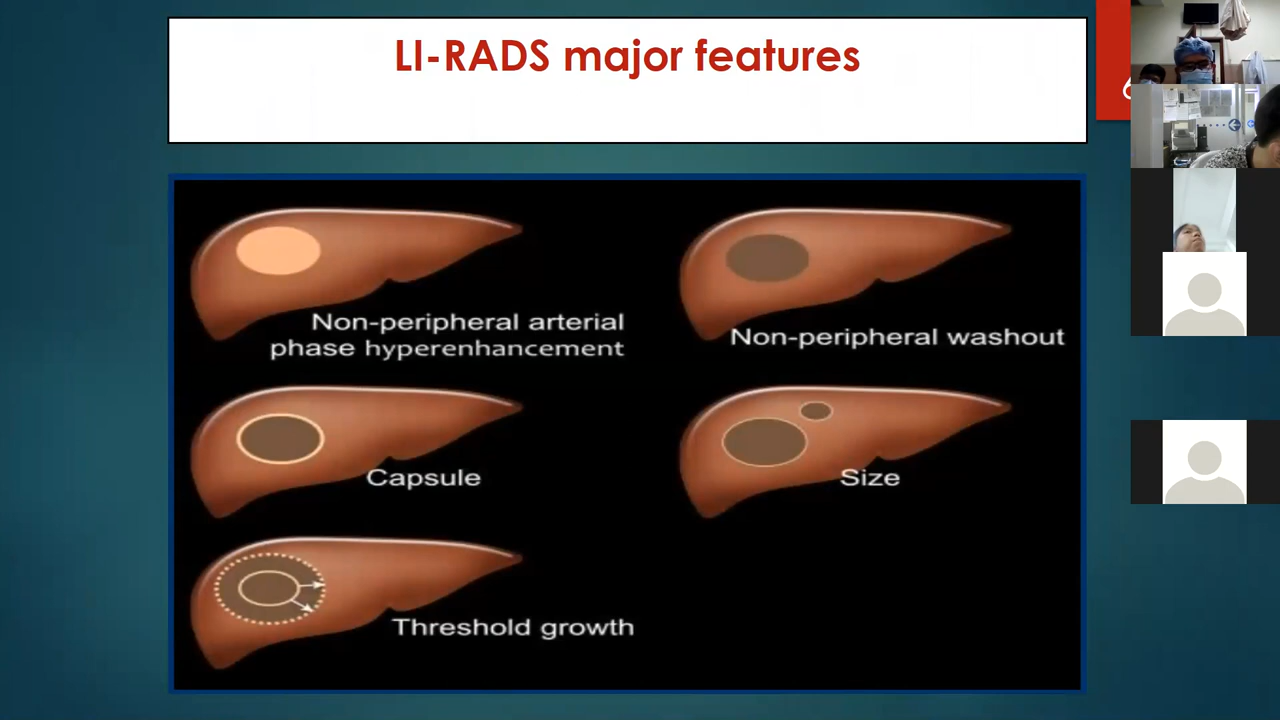 LI-RADS major features
Non-peripheral arterial
phase hyperenhancement
Non-peripheral washout
Capsule
Size
Threshold growth